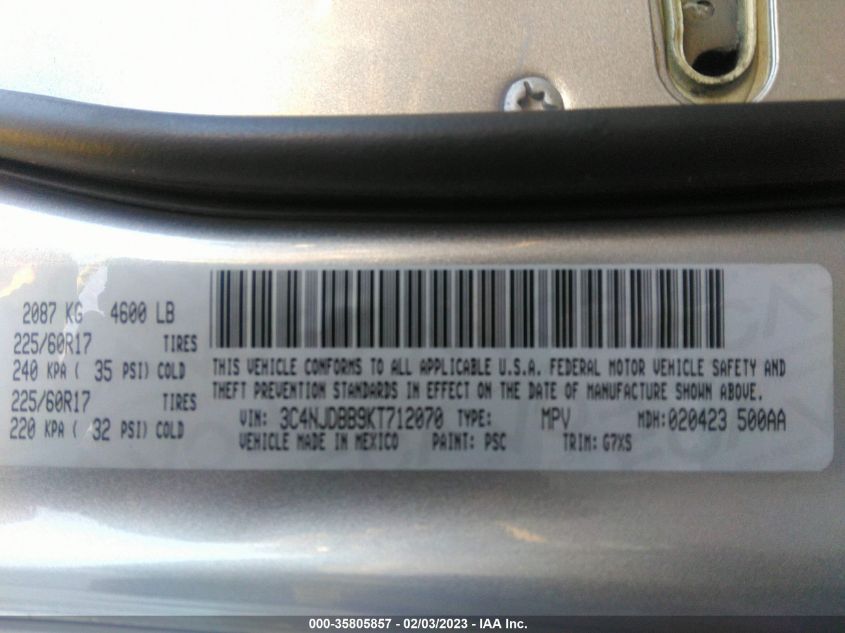 2087 KG 4600 LB
225/60R17 TIRES
240 KPA ( 35 PSI) COLD
225/60R17 TIRES
220 KPA ( 32 PSI) COLD
THIS VEHICLE CONFORMS TO ALL APPLICABLE U.S.A. FEDERAL MOTOR VEHICLE SAFETY AND
THEFT PREVENTION STANDARDS IN EFFECT ON THE DATE OF MANUFACTURE SHOWN ABOVE.
VIN: 3C4NJDBB9KT712070 TYPE: MPV MDH:020423 500AA
VEHICLE MADE IN MEXICO PAINT: PSC TRIM: G7XS
000-35805857 - 02/03/2023 - IAA Inc.